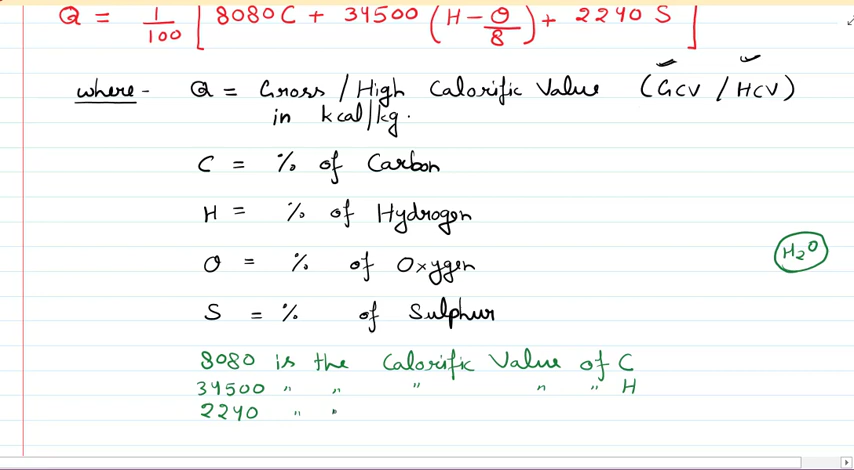 Q = 1/100 [ 8080 C + 34500 ( H - O/8 ) + 2240 S ]
where - Q = Gross / High Calorific Value (GCV / HCV)
in kcal/kg.
C = % of Carbon
H = % of Hydrogen
H2O
O = % of Oxygen
S = % of Sulphur
8080 is the Calorific Value of C
34500 " " " " " H
2240 " "